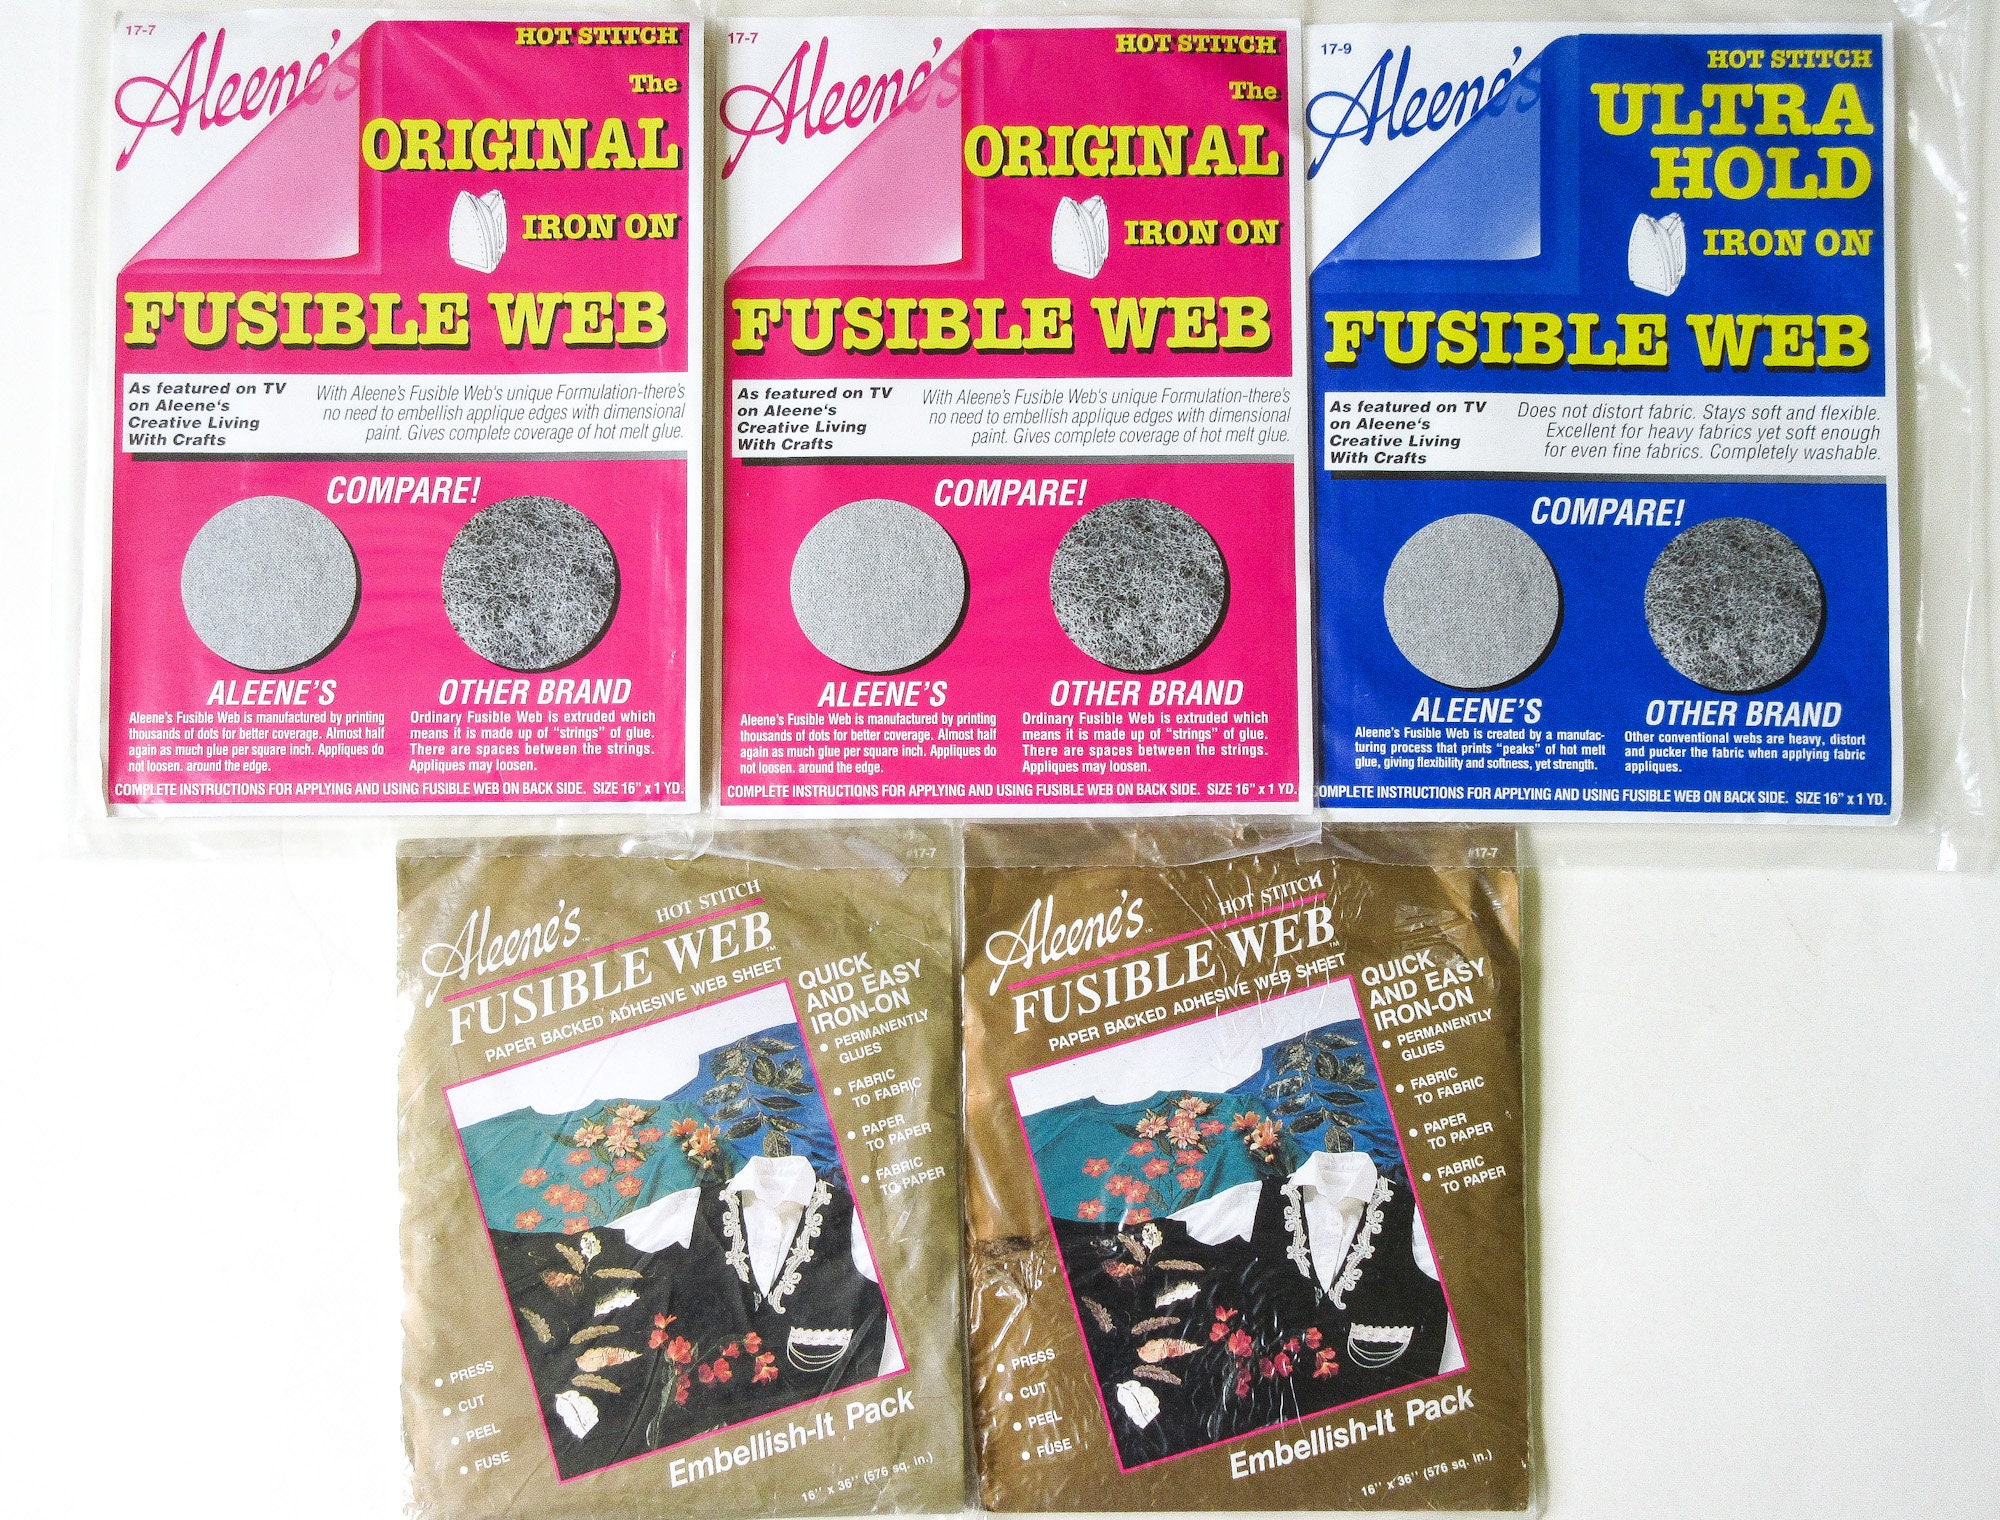 17-7
Aleene's
HOT STITCH
The
ORIGINAL
IRON ON
FUSIBLE WEB
As featured on TV
on Aleene's
Creative Living
With Crafts
With Aleene's Fusible Web's unique Formulation-there's
no need to embellish applique edges with dimensional
paint. Gives complete coverage of hot melt glue.
COMPARE!
ALEENE'S
Aleene's Fusible Web is manufactured by printing
thousands of dots for better coverage. Almost half
again as much glue per square inch. Appliques do
not loosen. around the edge.
OTHER BRAND
Ordinary Fusible Web is extruded which
means it is made up of "strings" of glue.
There are spaces between the strings.
Appliques may loosen.
COMPLETE INSTRUCTIONS FOR APPLYING AND USING FUSIBLE WEB ON BACK SIDE. SIZE 16" x 1 YD.
17-7
Aleene's
HOT STITCH
The
ORIGINAL
IRON ON
FUSIBLE WEB
As featured on TV
on Aleene's
Creative Living
With Crafts
With Aleene's Fusible Web's unique Formulation-there's
no need to embellish applique edges with dimensional
paint. Gives complete coverage of hot melt glue.
COMPARE!
ALEENE'S
Aleene's Fusible Web is manufactured by printing
thousands of dots for better coverage. Almost half
again as much glue per square inch. Appliques do
not loosen. around the edge.
OTHER BRAND
Ordinary Fusible Web is extruded which
means it is made up of "strings" of glue.
There are spaces between the strings.
Appliques may loosen.
COMPLETE INSTRUCTIONS FOR APPLYING AND USING FUSIBLE WEB ON BACK SIDE. SIZE 16" x 1 YD.
17-9
Aleene's
HOT STITCH
ULTRA
HOLD
IRON ON
FUSIBLE WEB
As featured on TV
on Aleene's
Creative Living
With Crafts
Does not distort fabric. Stays soft and flexible.
Excellent for heavy fabrics yet soft enough
for even fine fabrics. Completely washable.
COMPARE!
ALEENE'S
Aleene's Fusible Web is created by a manufac-
turing process that prints "peaks" of hot melt
glue, giving flexibility and softness, yet strength.
OTHER BRAND
Other conventional webs are heavy, distort
and pucker the fabric when applying fabric
appliques.
OMPLETE INSTRUCTIONS FOR APPLYING AND USING FUSIBLE WEB ON BACK SIDE. SIZE 16" x 1 YD.
#17-7
Aleene's™
HOT STITCH
FUSIBLE WEB™
PAPER BACKED ADHESIVE WEB SHEET
QUICK
AND EASY
IRON-ON
• PERMANENTLY
GLUES
• FABRIC
TO FABRIC
• PAPER
TO PAPER
• FABRIC
TO PAPER
• PRESS
• CUT
• PEEL
• FUSE
Embellish-It Pack
16" x 36" (576 sq. in.)
#17-7
Aleene's™
HOT STITCH
FUSIBLE WEB™
PAPER BACKED ADHESIVE WEB SHEET
QUICK
AND EASY
IRON-ON
• PERMANENTLY
GLUES
• FABRIC
TO FABRIC
• PAPER
TO PAPER
• FABRIC
TO PAPER
• PRESS
• CUT
• PEEL
• FUSE
Embellish-It Pack
16" x 36" (576 sq. in.)